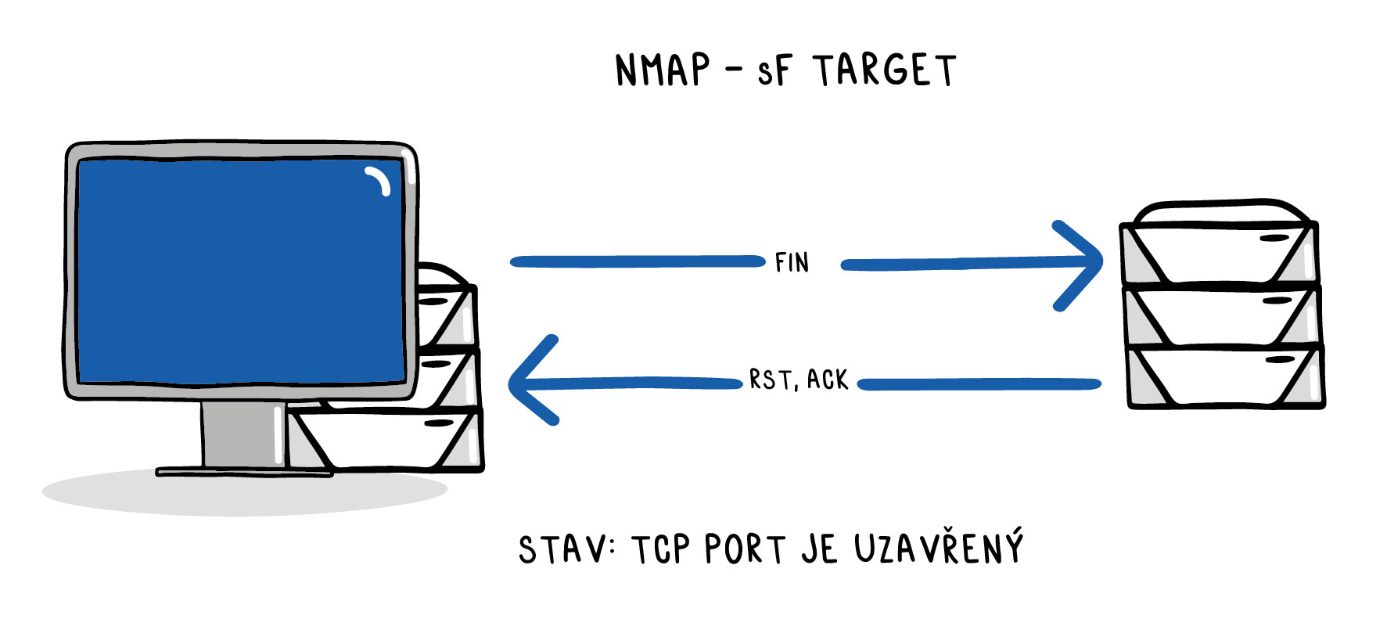 NMAP - sF TARGET
FIN
RST, ACK
STAV: TCP PORT JE UZAVŘENÝ